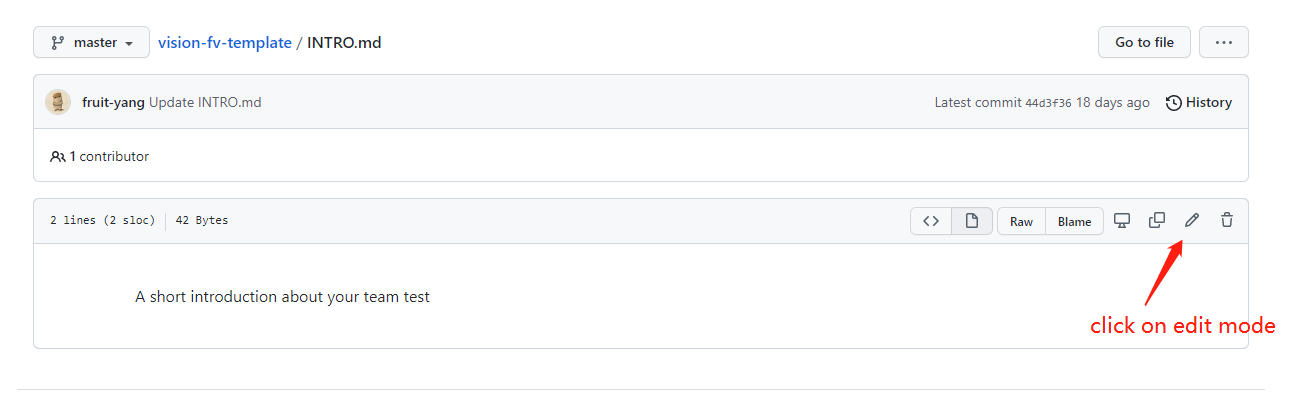 master vision-fv-template / INTRO.md Go to file ...
fruit-yang Update INTRO.md Latest commit 44d3f36 18 days ago History
1 contributor
2 lines (2 sloc) 42 Bytes <> Raw Blame
A short introduction about your team test
click on edit mode